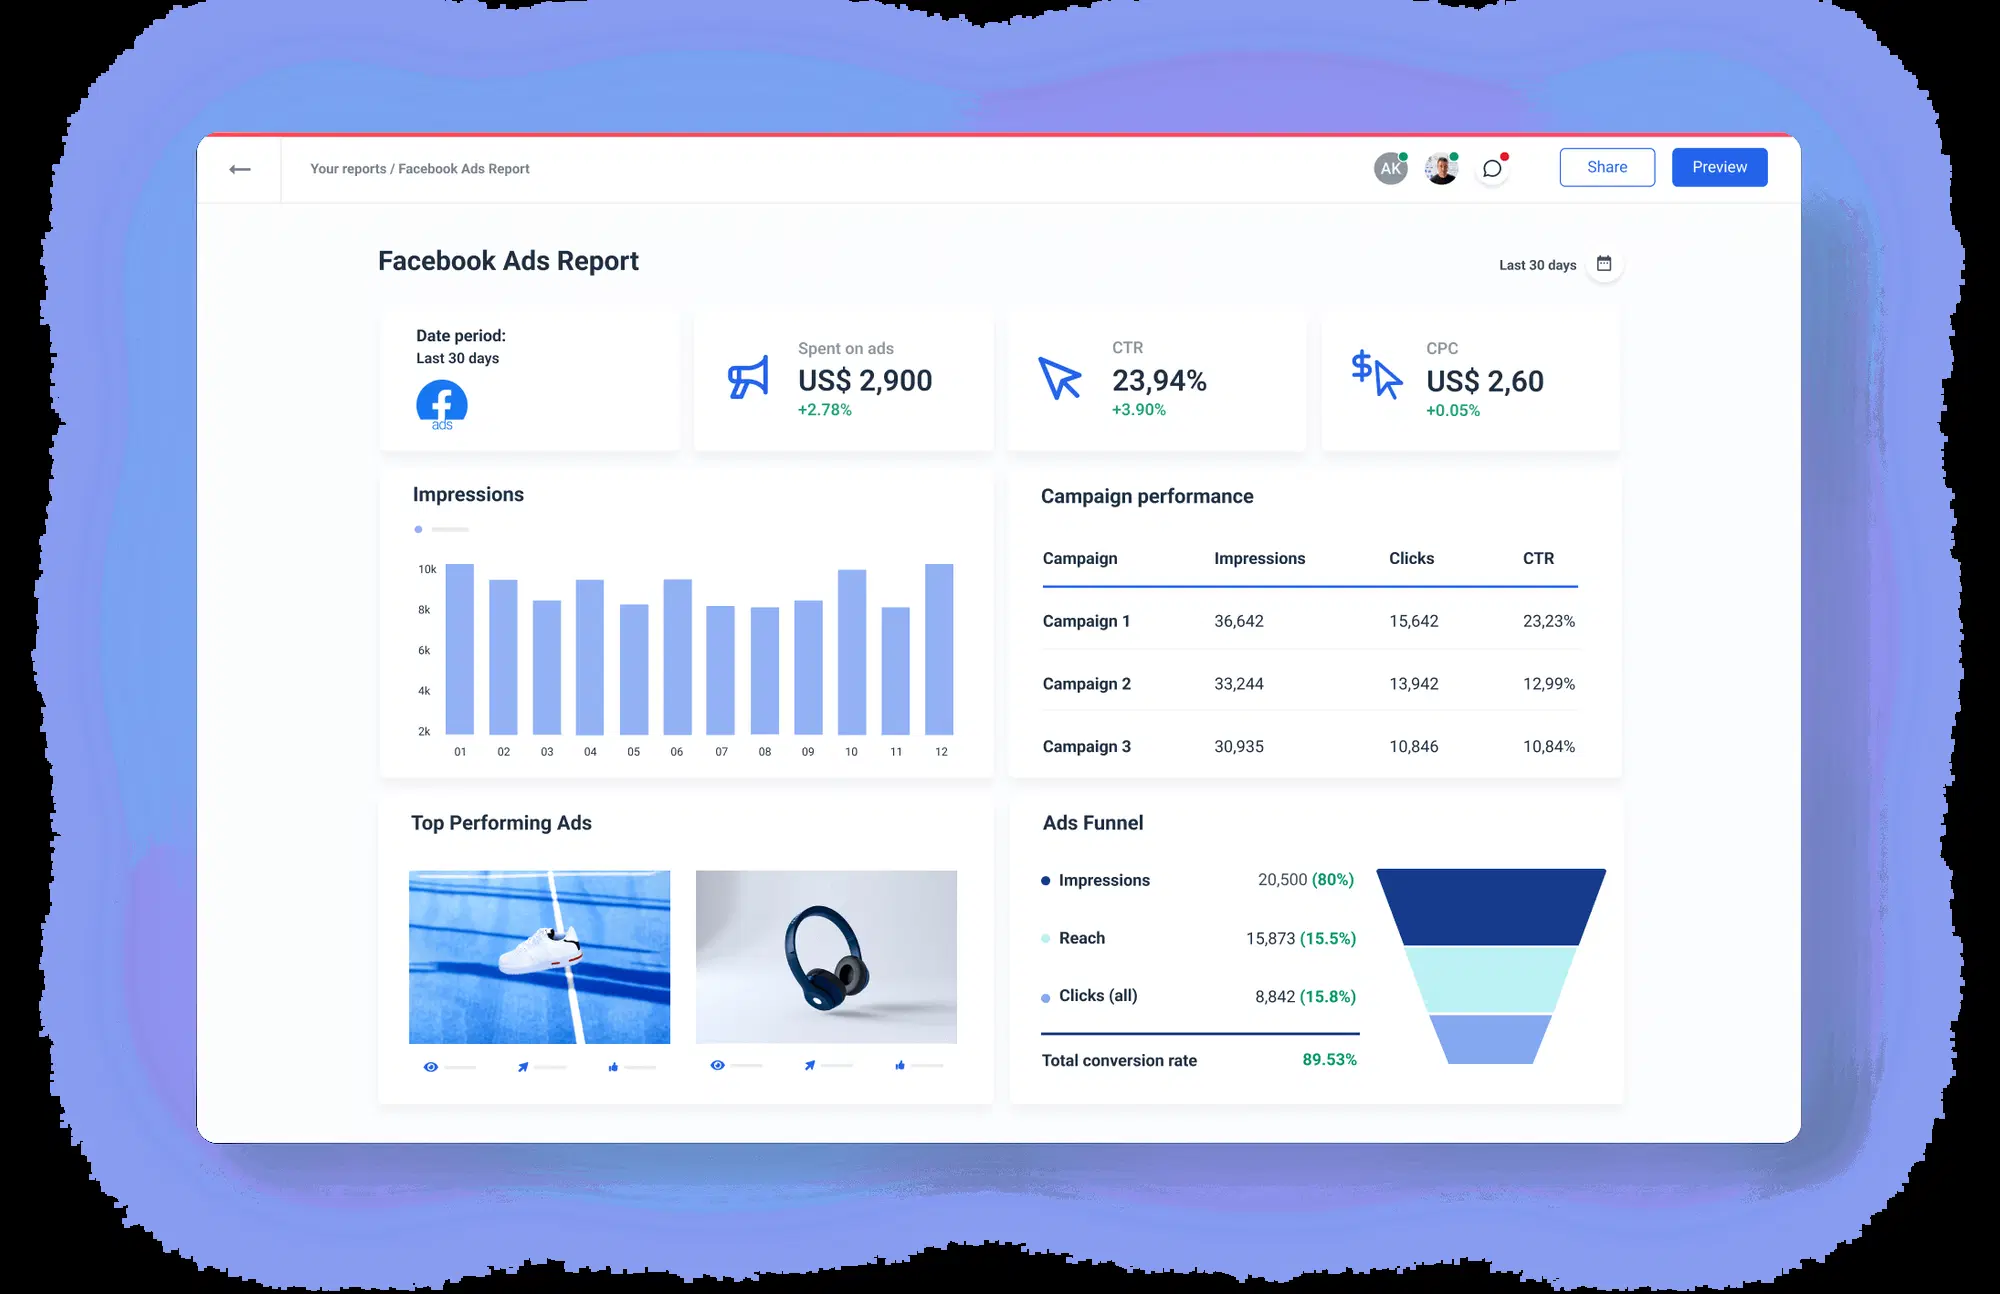 Your reports / Facebook Ads Report
AK
Share
Preview
Facebook Ads Report
Last 30 days
Date period:
Last 30 days
ads
Spent on ads
US$ 2,900
+2.78%
CTR
23,94%
+3.90%
CPC
US$ 2,60
+0.05%
Impressions
10k
8k
6k
4k
2k
01 02 03 04 05 06 07 08 09 10 11 12
Campaign performance
Campaign Impressions Clicks CTR
Campaign 1 36,642 15,642 23,23%
Campaign 2 33,244 13,942 12,99%
Campaign 3 30,935 10,846 10,84%
Top Performing Ads
Ads Funnel
Impressions 20,500 (80%)
Reach 15,873 (15.5%)
Clicks (all) 8,842 (15.8%)
Total conversion rate 89.53%